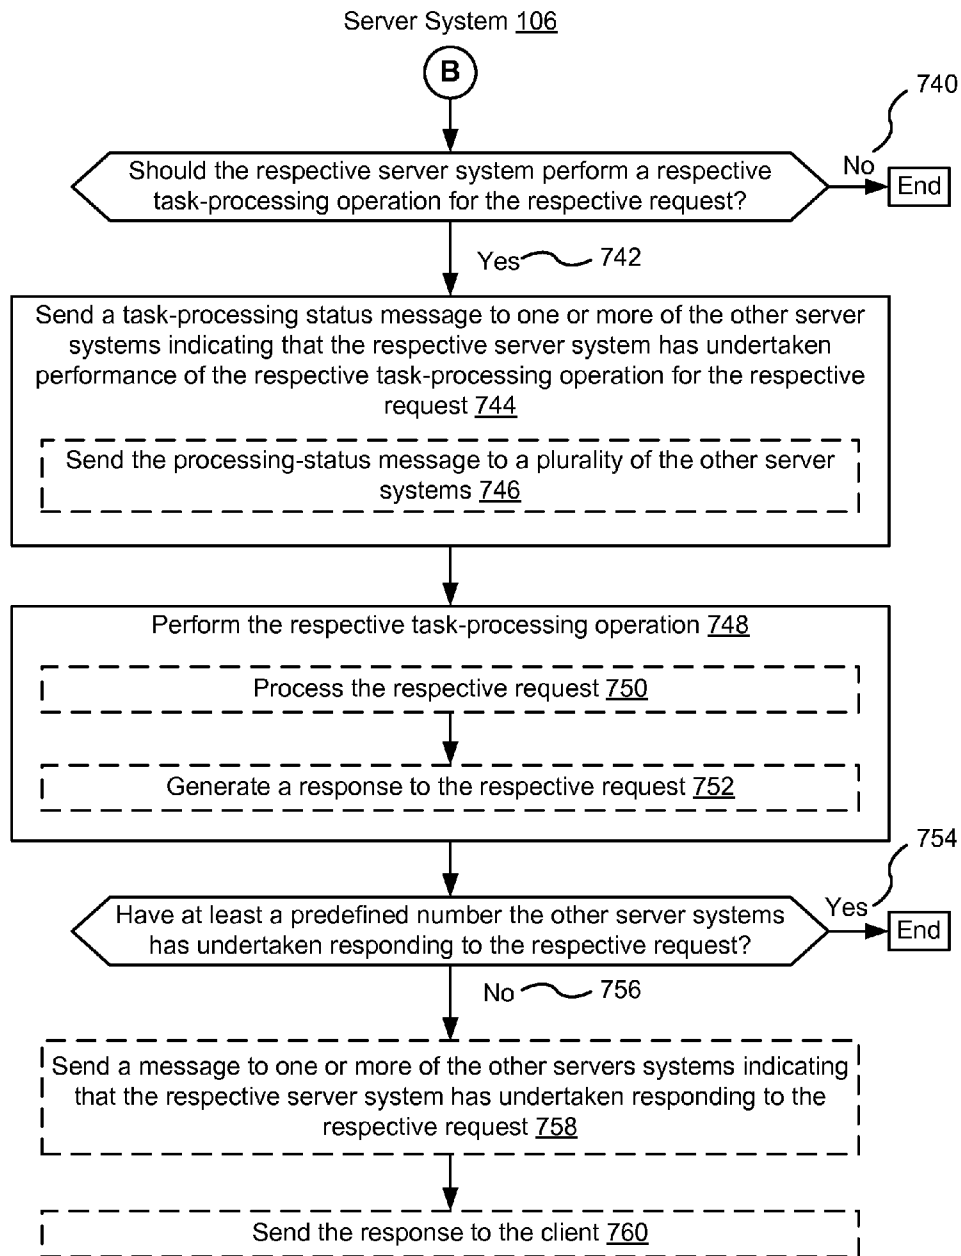 Server System 106
B
740
Should the respective server system perform a respective
task-processing operation for the respective request?
No
End
Yes
742
Send a task-processing status message to one or more of the other server
systems indicating that the respective server system has undertaken
performance of the respective task-processing operation for the respective
request 744
Send the processing-status message to a plurality of the other server
systems 746
Perform the respective task-processing operation 748
Process the respective request 750
Generate a response to the respective request 752
754
Have at least a predefined number the other server systems
has undertaken responding to the respective request?
Yes
End
No
756
Send a message to one or more of the other servers systems indicating
that the respective server system has undertaken responding to the
respective request 758
Send the response to the client 760